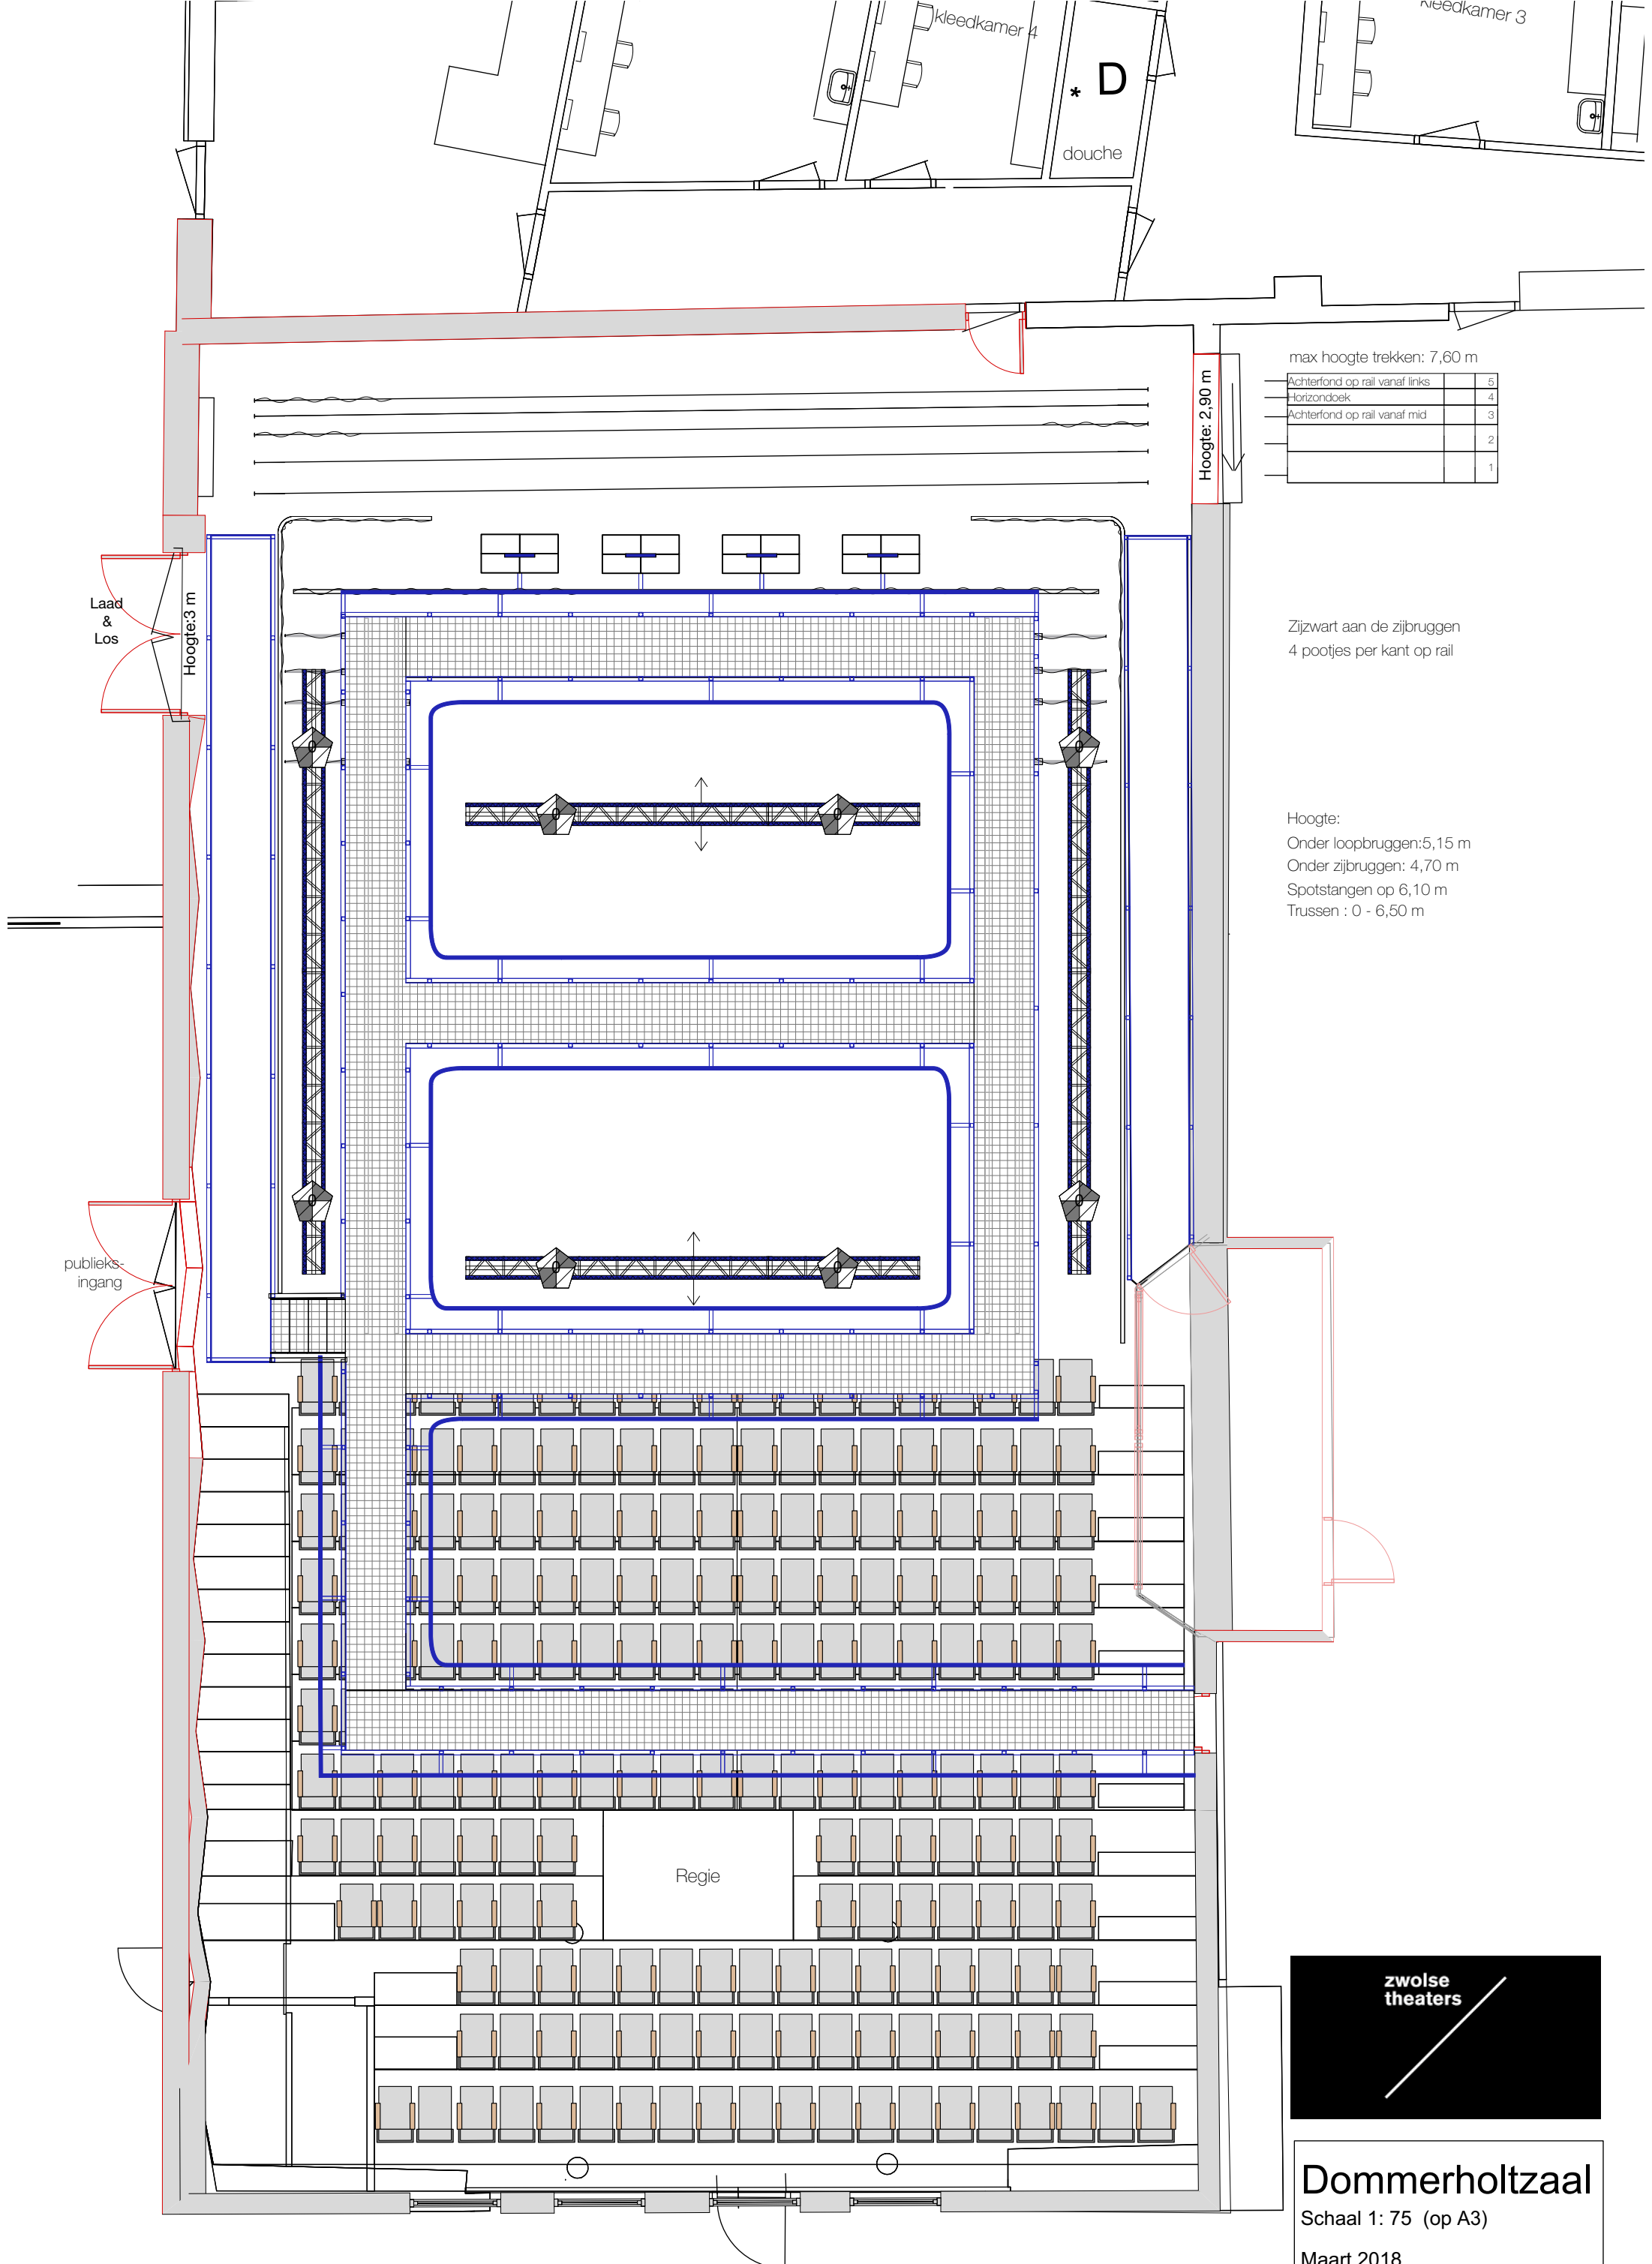 kleedkamer 4
kleedkamer 3
* D
douche
max hoogte trekken: 7,60 m
Achterfond op rail vanaf links 5
Horizondoek 4
Achterfond op rail vanaf mid 3
2
1
Hoogte: 2,90 m
Laad
&
Los
Hoogte:3 m
Zijzwart aan de zijbruggen
4 pootjes per kant op rail
Hoogte:
Onder loopbruggen:5,15 m
Onder zijbruggen: 4,70 m
Spotstangen op 6,10 m
Trussen : 0 - 6,50 m
publieks-
ingang
Regie
zwolse
theaters
Dommerholtzaal
Schaal 1: 75 (op A3)
Maart 2018